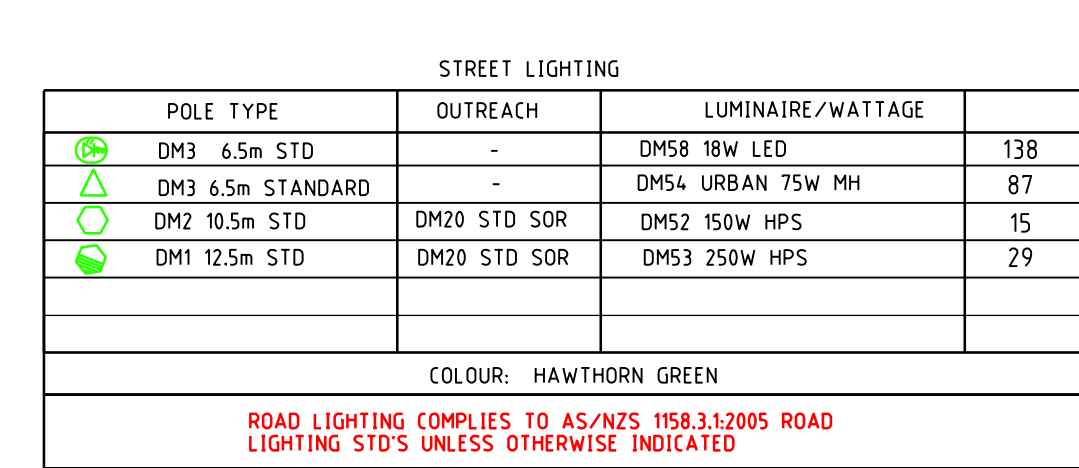 STREET LIGHTING
POLE TYPE OUTREACH LUMINAIRE/WATTAGE
DM3 6.5m STD - DM58 18W LED 138
DM3 6.5m STANDARD - DM54 URBAN 75W MH 87
DM2 10.5m STD DM20 STD SOR DM52 150W HPS 15
DM1 12.5m STD DM20 STD SOR DM53 250W HPS 29
COLOUR: HAWTHORN GREEN
ROAD LIGHTING COMPLIES TO AS/NZS 1158.3.1:2005 ROAD
LIGHTING STD'S UNLESS OTHERWISE INDICATED